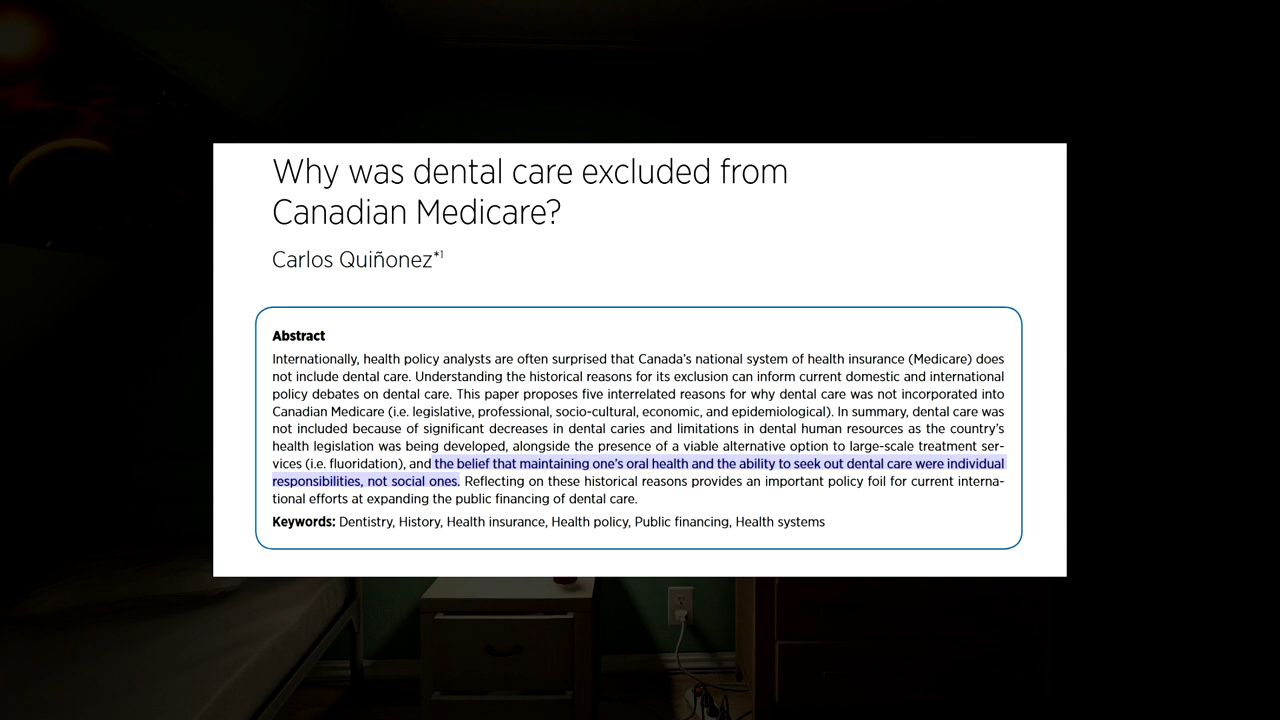 Why was dental care excluded from
Canadian Medicare?
Carlos Quiñonez*1
Abstract
Internationally, health policy analysts are often surprised that Canada's national system of health insurance (Medicare) does
not include dental care. Understanding the historical reasons for its exclusion can inform current domestic and international
policy debates on dental care. This paper proposes five interrelated reasons for why dental care was not incorporated into
Canadian Medicare (i.e. legislative, professional, socio-cultural, economic, and epidemiological). In summary, dental care was
not included because of significant decreases in dental caries and limitations in dental human resources as the country's
health legislation was being developed, alongside the presence of a viable alternative option to large-scale treatment ser-
vices (i.e. fluoridation), and the belief that maintaining one's oral health and the ability to seek out dental care were individual
responsibilities, not social ones. Reflecting on these historical reasons provides an important policy foil for current interna-
tional efforts at expanding the public financing of dental care.
Keywords: Dentistry, History, Health insurance, Health policy, Public financing, Health systems